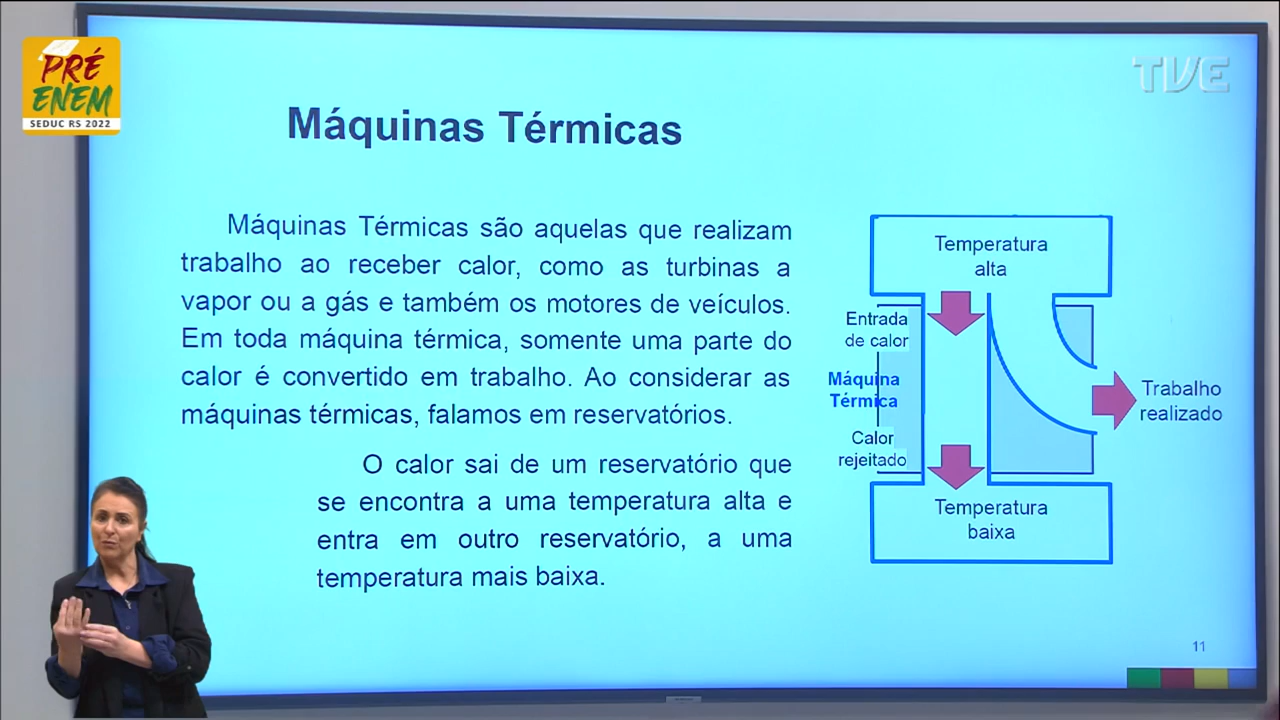 PRÉ
ENEM
SEDUC RS 2022
TVE
Máquinas Térmicas
Máquinas Térmicas são aquelas que realizam
trabalho ao receber calor, como as turbinas a
vapor ou a gás e também os motores de veículos.
Em toda máquina térmica, somente uma parte do
calor é convertido em trabalho. Ao considerar as
máquinas térmicas, falamos em reservatórios.
O calor sai de um reservatório que
se encontra a uma temperatura alta e
entra em outro reservatório, a uma
temperatura mais baixa.
Temperatura
alta
Entrada
de calor
Máquina
Térmica
Calor
rejeitado
Trabalho
realizado
Temperatura
baixa
11